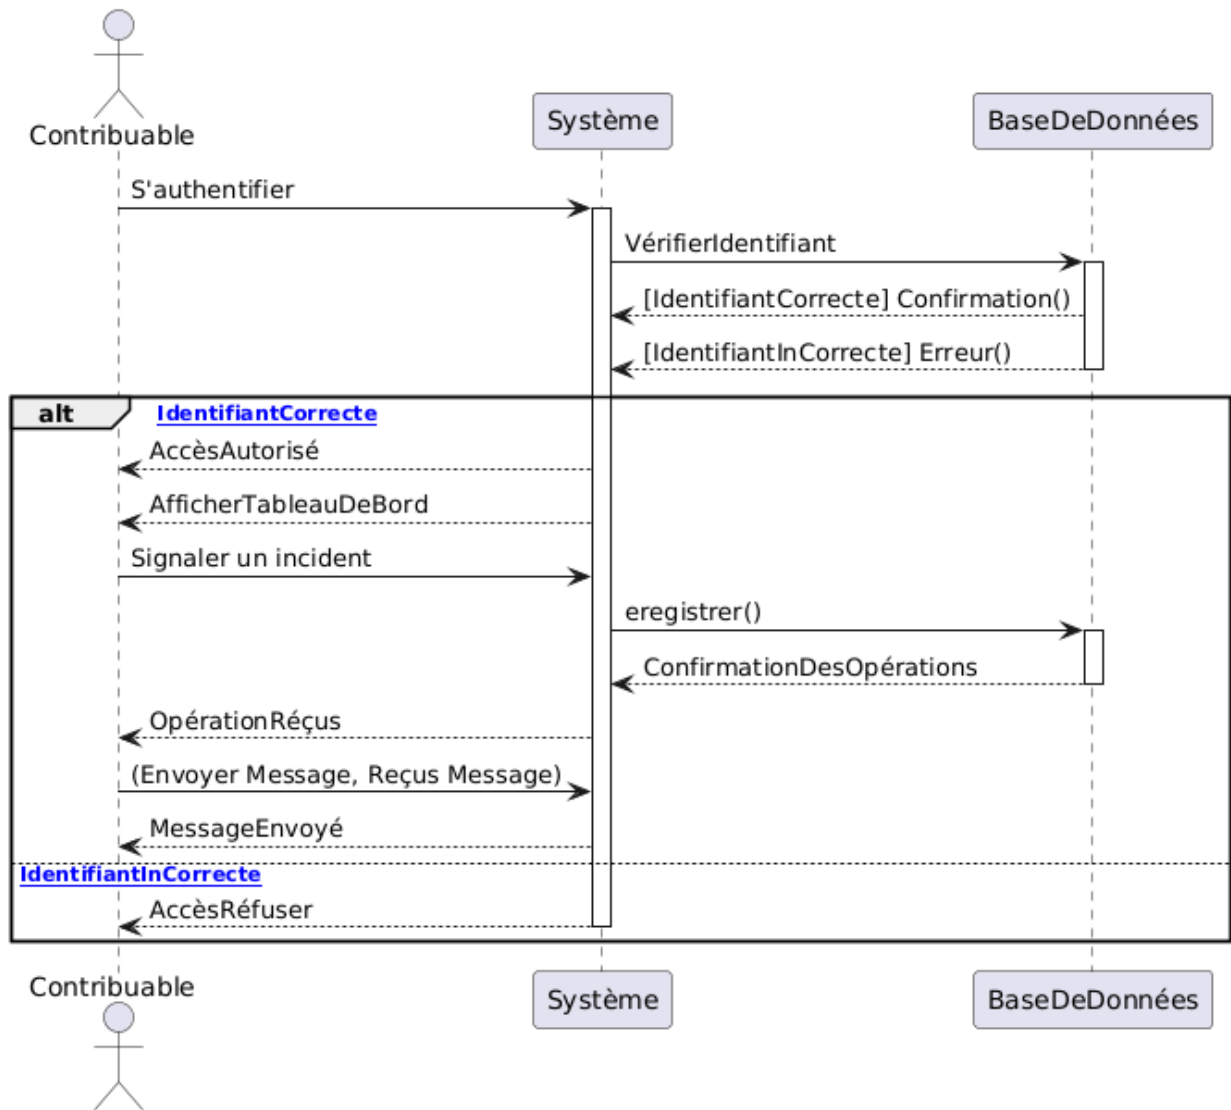 Contribuable
Système
BaseDeDonnées
S'authentifier
VérifierIdentifiant
[IdentifiantCorrecte] Confirmation()
[IdentifiantInCorrecte] Erreur()
alt
IdentifiantCorrecte
AccèsAutorisé
AfficherTableauDeBord
Signaler un incident
eregistrer()
ConfirmationDesOpérations
OpérationRéçus
(Envoyer Message, Reçus Message)
MessageEnvoyé
IdentifiantInCorrecte
AccèsRéfuser
Contribuable
Système
BaseDeDonnées